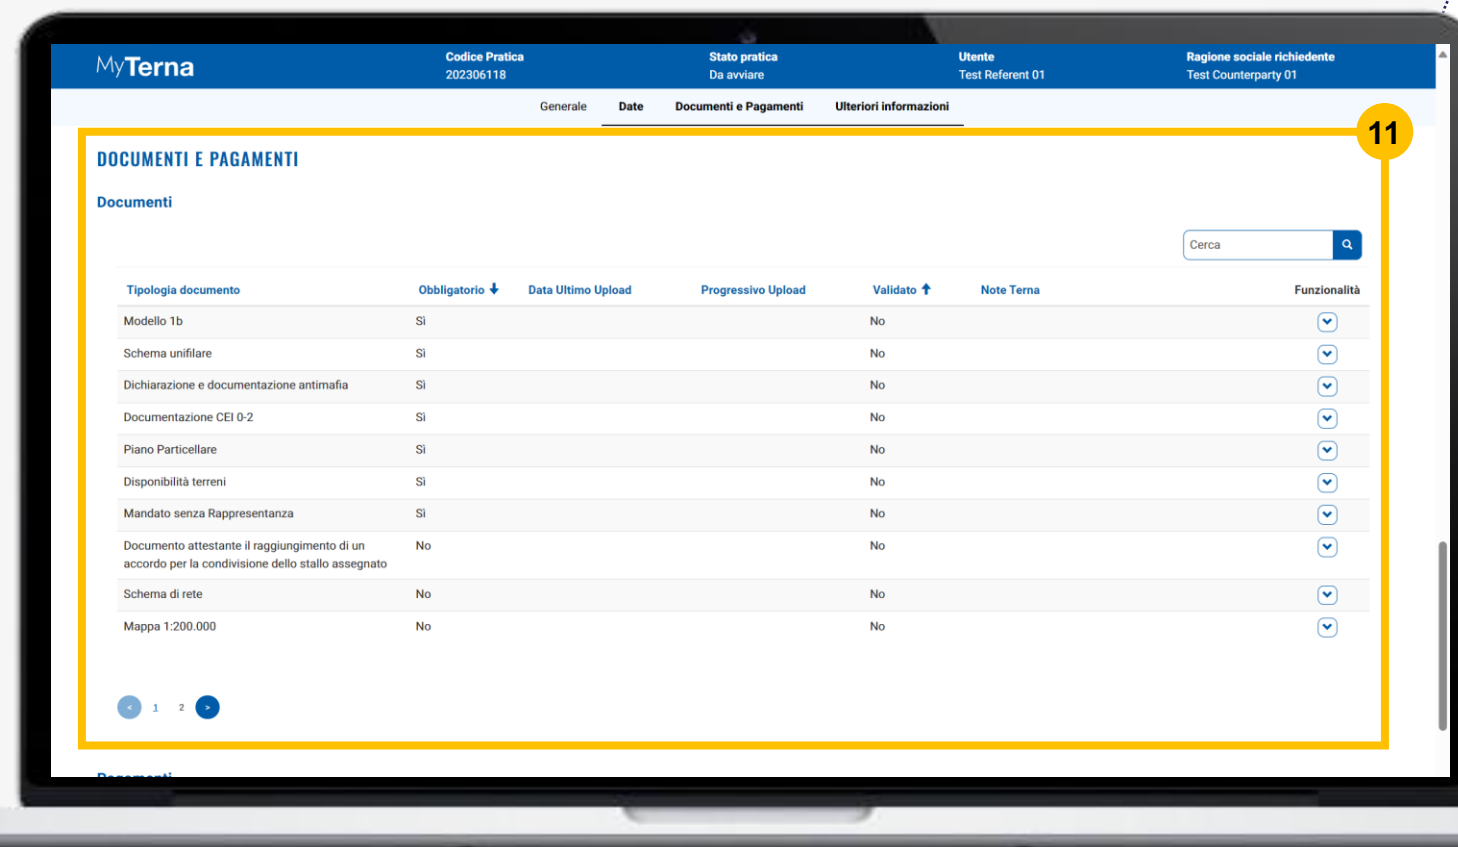 MyTerna
Codice Pratica
202306118
Stato pratica
Da avviare
Utente
Test Referent 01
Ragione sociale richiedente
Test Counterparty 01
Generale Date Documenti e Pagamenti Ulteriori informazioni
11
DOCUMENTI E PAGAMENTI
Documenti
Cerca
Tipologia documento Obbligatorio Data Ultimo Upload Progressivo Upload Validato Note Terna Funzionalità
Modello 1b Sì No
Schema unifilare Sì No
Dichiarazione e documentazione antimafia Sì No
Documentazione CEI 0-2 Sì No
Piano Particellare Sì No
Disponibilità terreni Sì No
Mandato senza Rappresentanza Sì No
Documento attestante il raggiungimento di un No No
accordo per la condivisione dello stallo assegnato
Schema di rete No No
Mappa 1:200.000 No No
< 1 2 >
Pagamenti